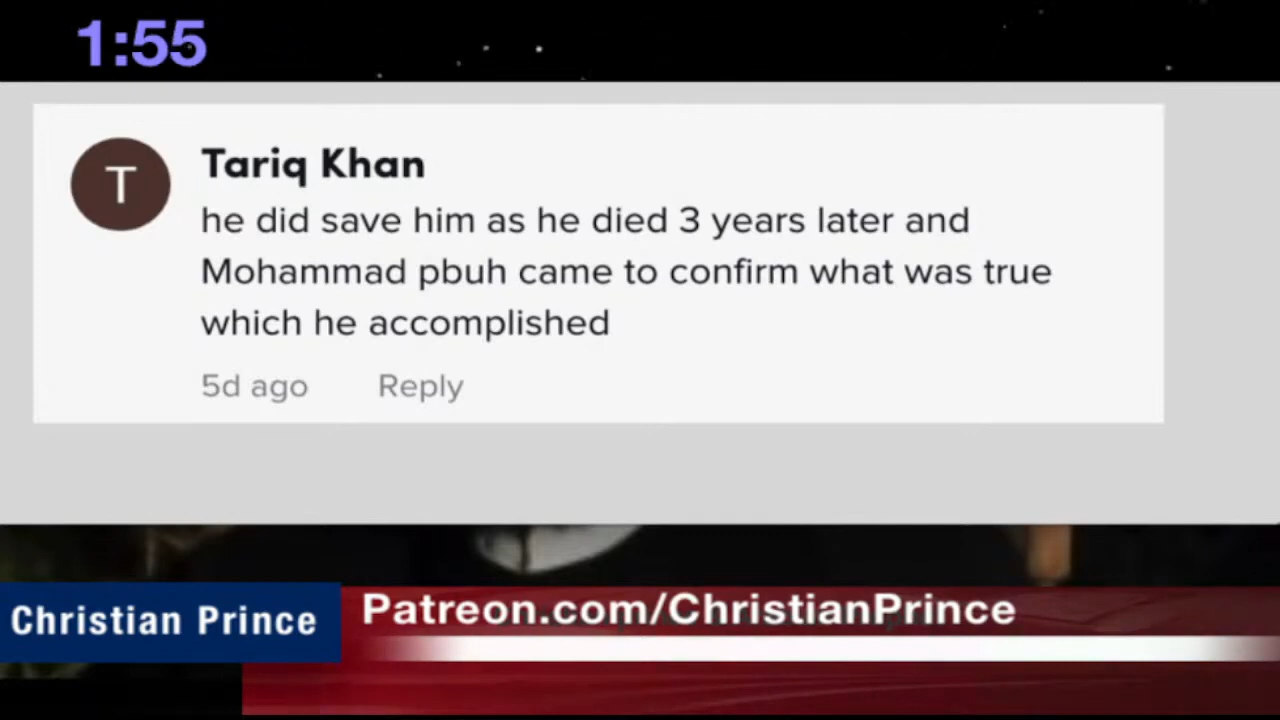 1:55
T
Tariq Khan
he did save him as he died 3 years later and
Mohammad pbuh came to confirm what was true
which he accomplished
5d ago Reply
Christian Prince
Patreon.com/ChristianPrince